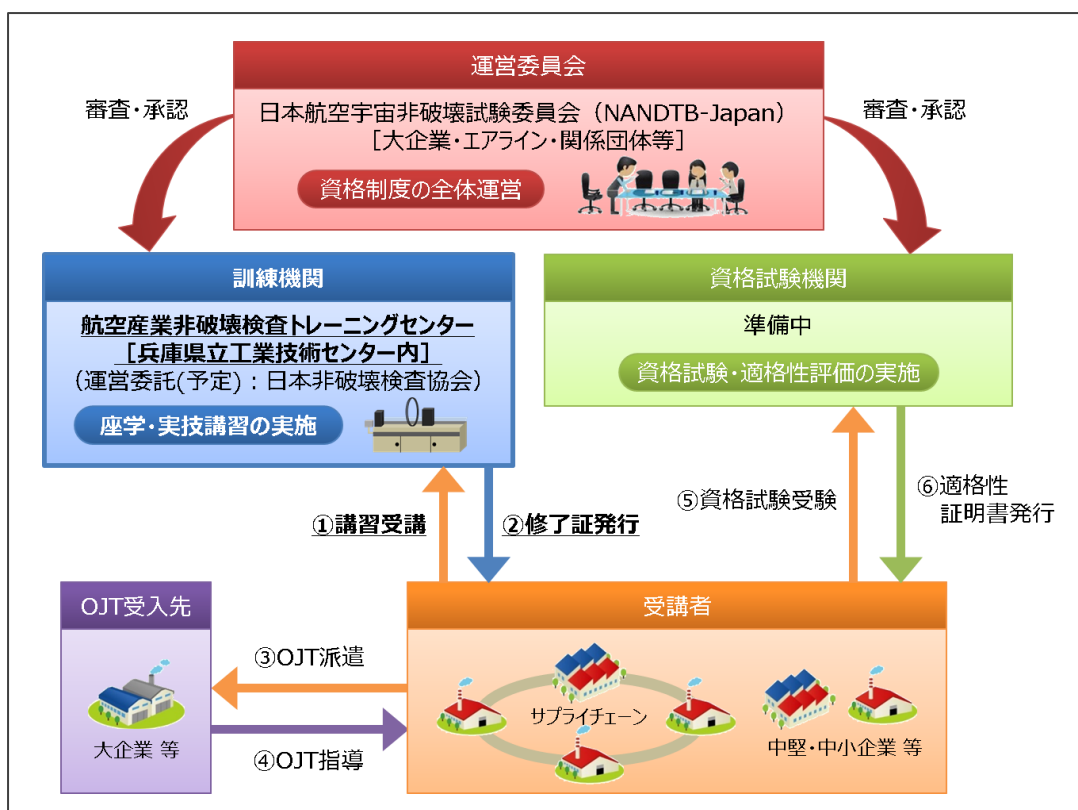 運営委員会
審査・承認
日本航空宇宙非破壊試験委員会（NANDTB-Japan）
［大企業・エアライン・関係団体等］
資格制度の全体運営
審査・承認
訓練機関
航空産業非破壊検査トレーニングセンター
［兵庫県立工業技術センター内］
（運営委託(予定)：日本非破壊検査協会）
座学・実技講習の実施
資格試験機関
準備中
資格試験・適格性評価の実施
①講習受講
②修了証発行
⑤資格試験受験
⑥適格性
証明書発行
OJT受入先
大企業 等
③OJT派遣
④OJT指導
受講者
サプライチェーン
中堅・中小企業 等